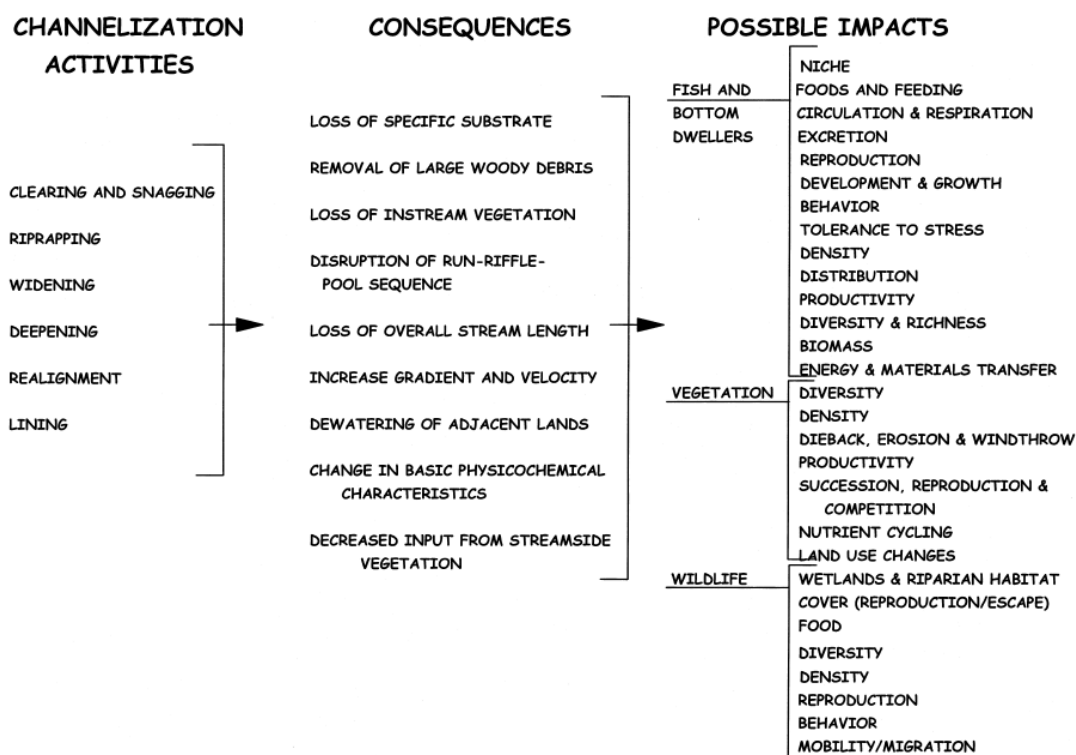 CHANNELIZATION
ACTIVITIES
CLEARING AND SNAGGING
RIPRAPPING
WIDENING
DEEPENING
REALIGNMENT
LINING
CONSEQUENCES
LOSS OF SPECIFIC SUBSTRATE
REMOVAL OF LARGE WOODY DEBRIS
LOSS OF INSTREAM VEGETATION
DISRUPTION OF RUN-RIFFLE-
POOL SEQUENCE
LOSS OF OVERALL STREAM LENGTH
INCREASE GRADIENT AND VELOCITY
DEWATERING OF ADJACENT LANDS
CHANGE IN BASIC PHYSICOCHEMICAL
CHARACTERISTICS
DECREASED INPUT FROM STREAMSIDE
VEGETATION
POSSIBLE IMPACTS
FISH AND
BOTTOM
DWELLERS
NICHE
FOODS AND FEEDING
CIRCULATION & RESPIRATION
EXCRETION
REPRODUCTION
DEVELOPMENT & GROWTH
BEHAVIOR
TOLERANCE TO STRESS
DENSITY
DISTRIBUTION
PRODUCTIVITY
DIVERSITY & RICHNESS
BIOMASS
ENERGY & MATERIALS TRANSFER
VEGETATION
DIVERSITY
DENSITY
DIEBACK, EROSION & WINDTHROW
PRODUCTIVITY
SUCCESSION, REPRODUCTION &
COMPETITION
NUTRIENT CYCLING
LAND USE CHANGES
WILDLIFE
WETLANDS & RIPARIAN HABITAT
COVER (REPRODUCTION/ESCAPE)
FOOD
DIVERSITY
DENSITY
REPRODUCTION
BEHAVIOR
MOBILITY/MIGRATION